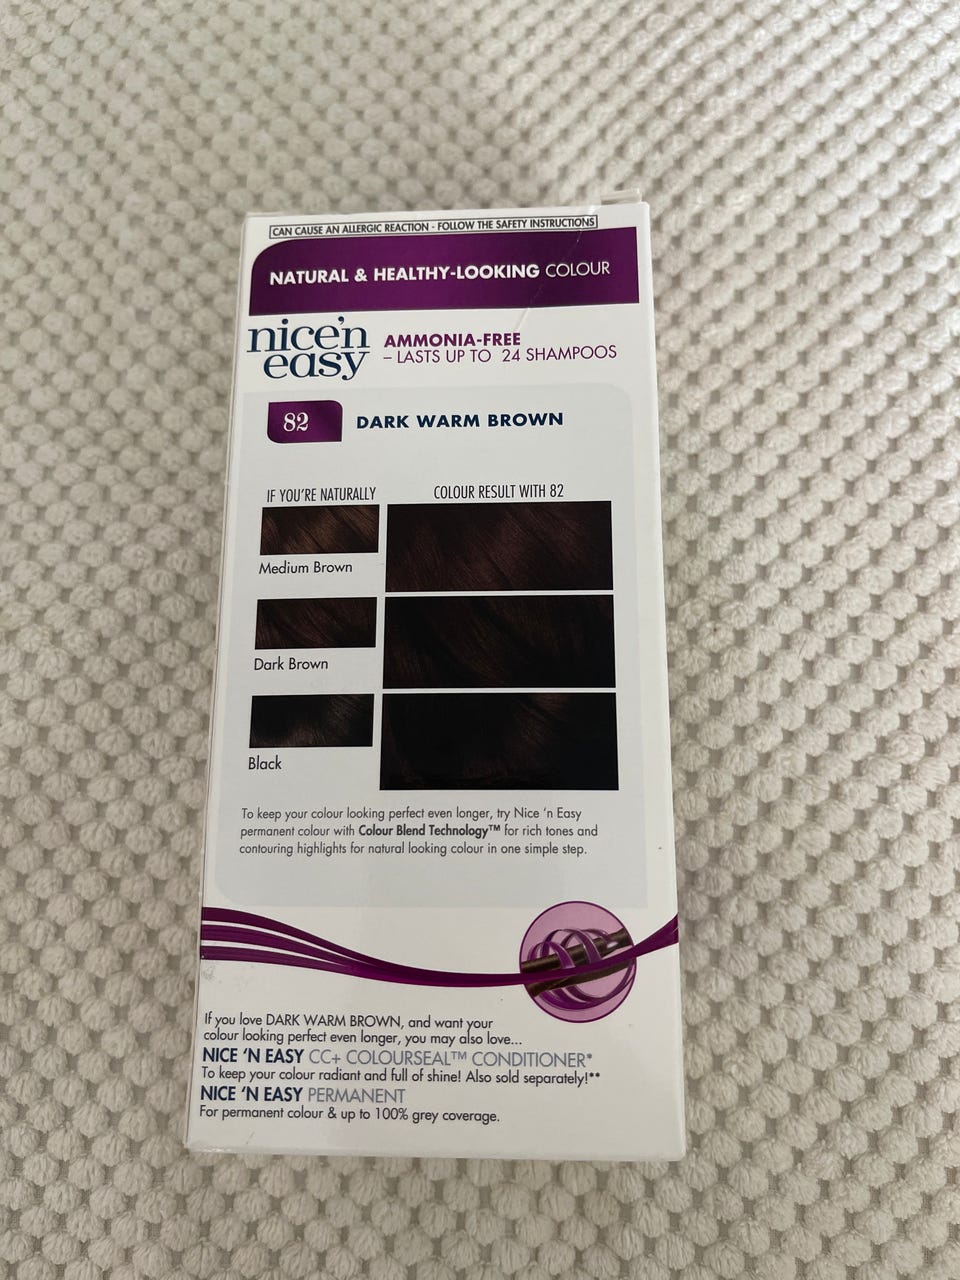 CAN CAUSE AN ALLERGIC REACTION - FOLLOW THE SAFETY INSTRUCTIONS
NATURAL & HEALTHY-LOOKING COLOUR
nice'n
easy
AMMONIA-FREE
– LASTS UP TO 24 SHAMPOOS
82 DARK WARM BROWN
IF YOU'RE NATURALLY COLOUR RESULT WITH 82
Medium Brown
Dark Brown
Black
To keep your colour looking perfect even longer, try Nice 'n Easy
permanent colour with Colour Blend Technology™ for rich tones and
contouring highlights for natural looking colour in one simple step.
If you love DARK WARM BROWN, and want your
colour looking perfect even longer, you may also love...
NICE 'N EASY CC+ COLOURSEAL™ CONDITIONER*
To keep your colour radiant and full of shine! Also sold separately!**
NICE 'N EASY PERMANENT
For permanent colour & up to 100% grey coverage.